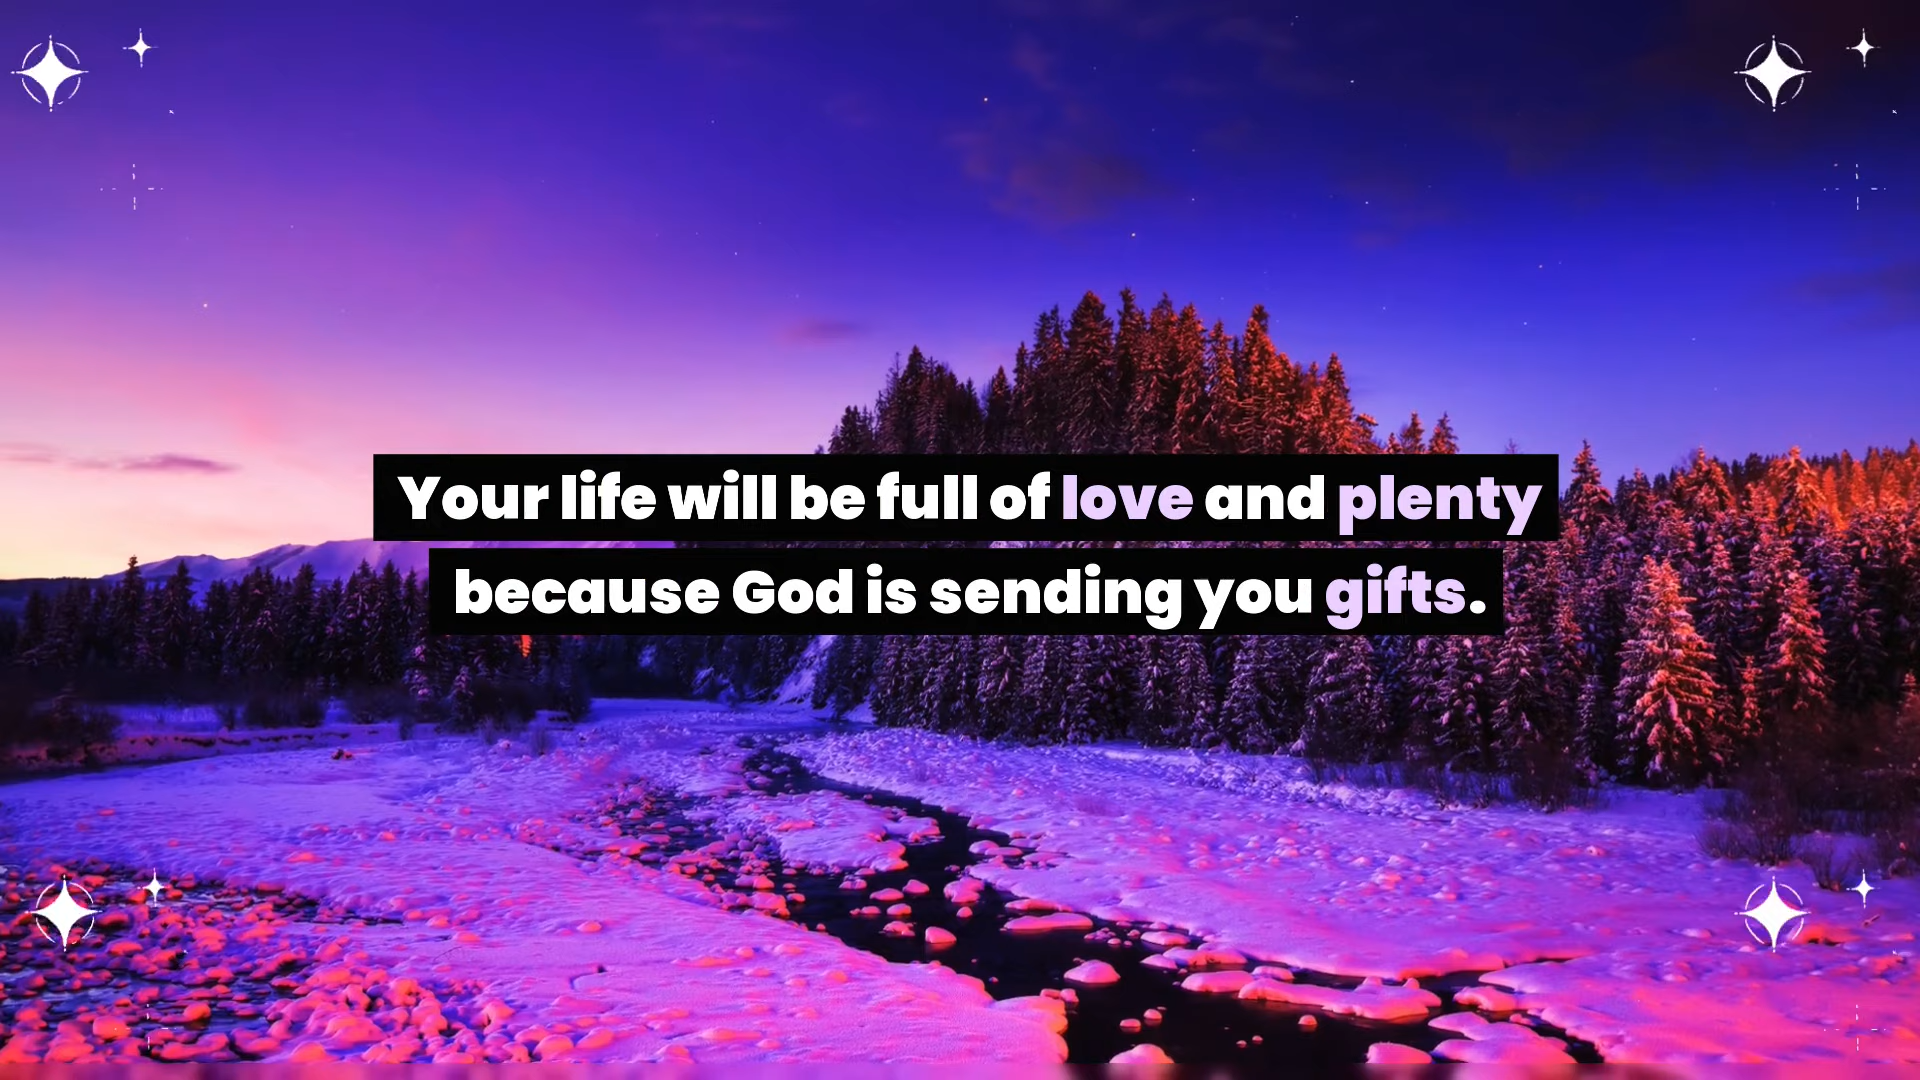 Your life will be full of love and plenty
because God is sending you gifts.